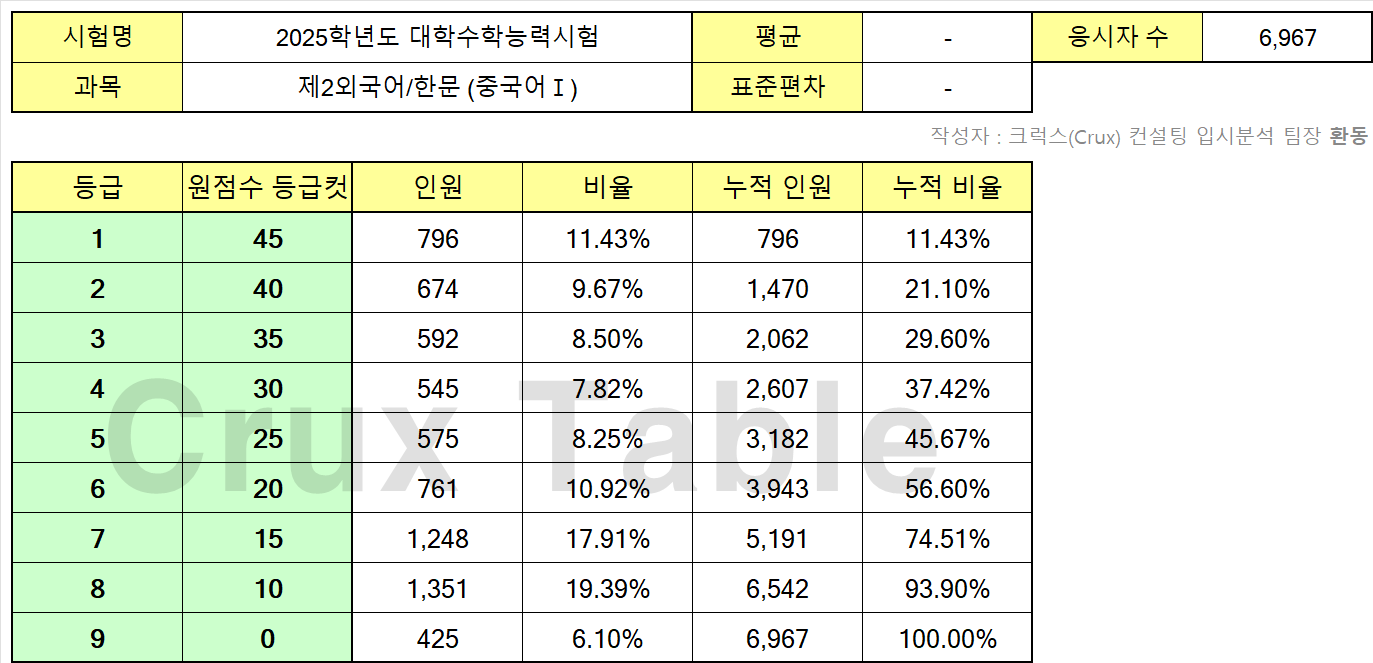 시험명 2025학년도 대학수학능력시험 평균 - 응시자 수 6,967
과목 제2외국어/한문 (중국어Ⅰ) 표준편차 -
작성자 : 크럭스(Crux) 컨설팅 입시분석 팀장 환동
등급 원점수 등급컷 인원 비율 누적 인원 누적 비율
1 45 796 11.43% 796 11.43%
2 40 674 9.67% 1,470 21.10%
3 35 592 8.50% 2,062 29.60%
4 30 545 7.82% 2,607 37.42%
5 25 575 8.25% 3,182 45.67%
6 20 761 10.92% 3,943 56.60%
7 15 1,248 17.91% 5,191 74.51%
8 10 1,351 19.39% 6,542 93.90%
9 0 425 6.10% 6,967 100.00%
Crux Table